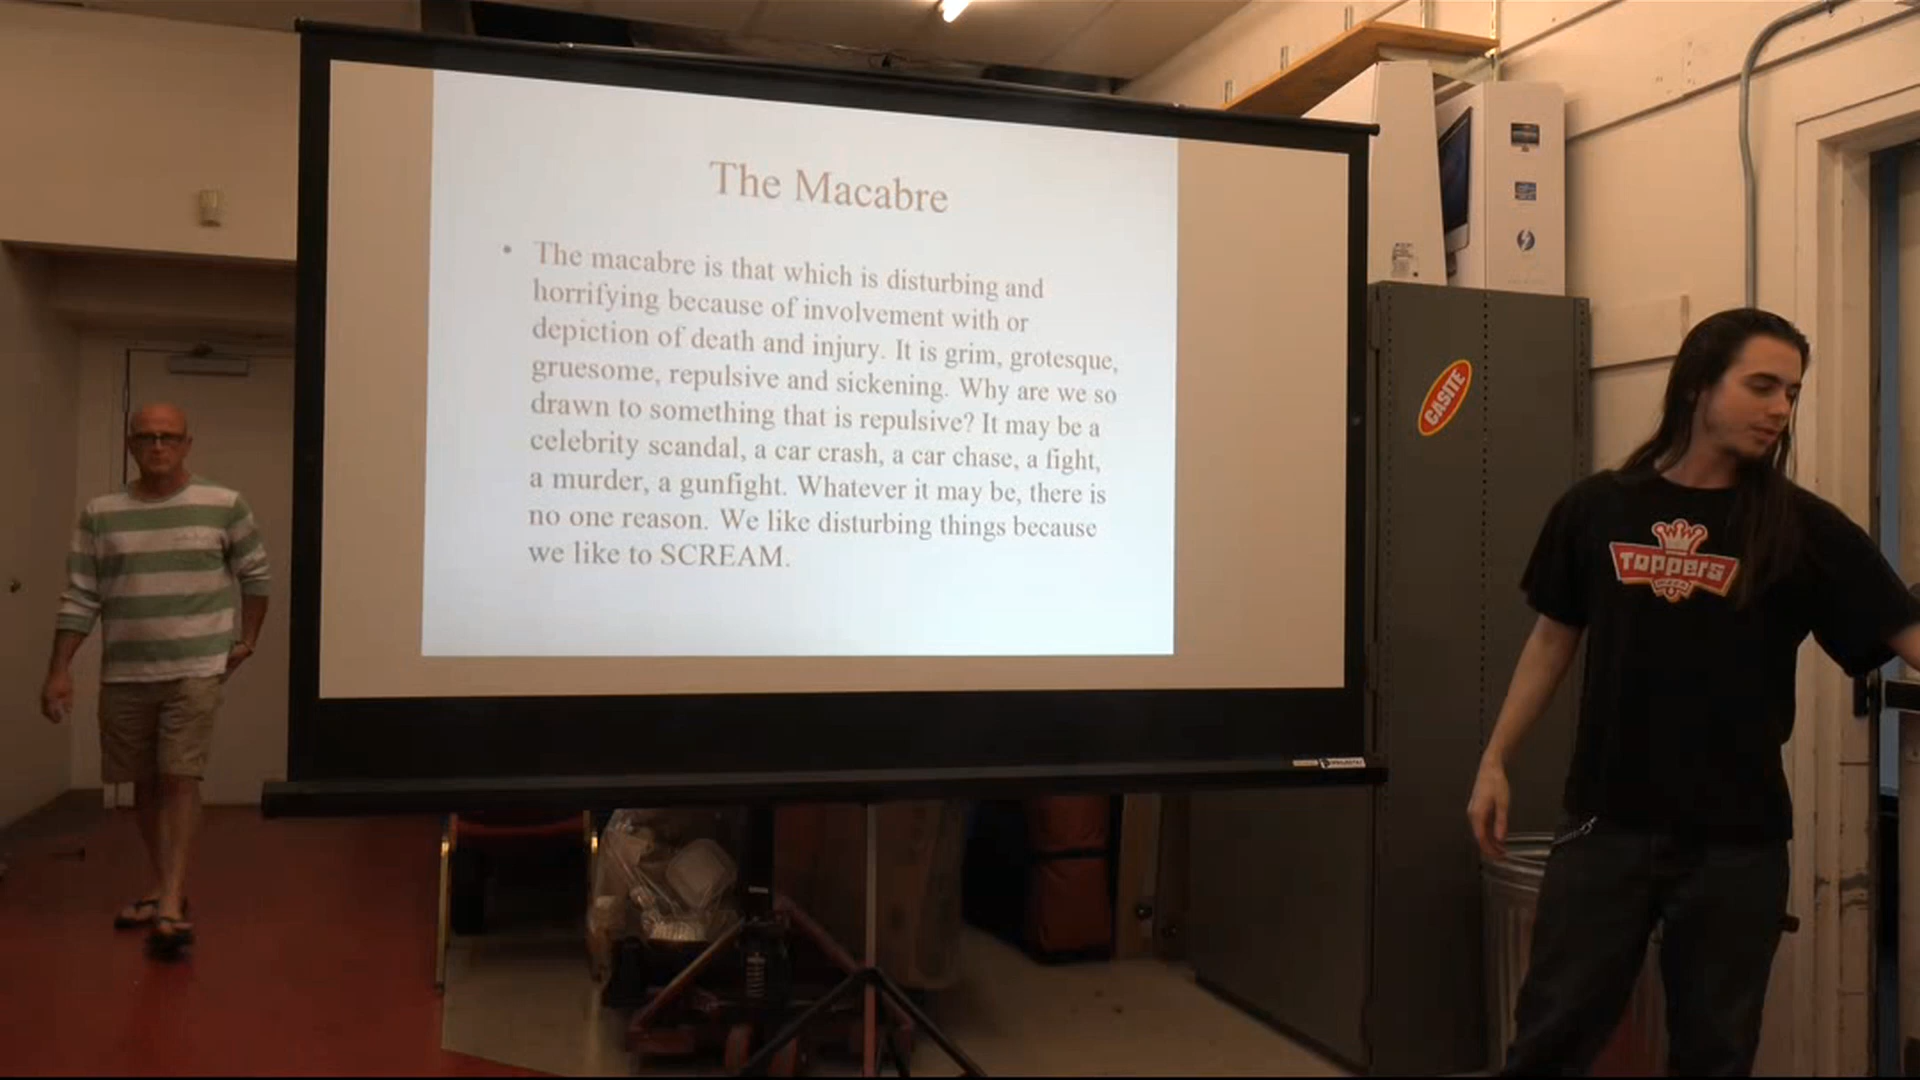 The Macabre
• The macabre is that which is disturbing and
horrifying because of involvement with or
depiction of death and injury. It is grim, grotesque,
gruesome, repulsive and sickening. Why are we so
drawn to something that is repulsive? It may be a
celebrity scandal, a car crash, a car chase, a fight,
a murder, a gunfight. Whatever it may be, there is
no one reason. We like disturbing things because
we like to SCREAM.
CASITE
Toppers
PIZZA